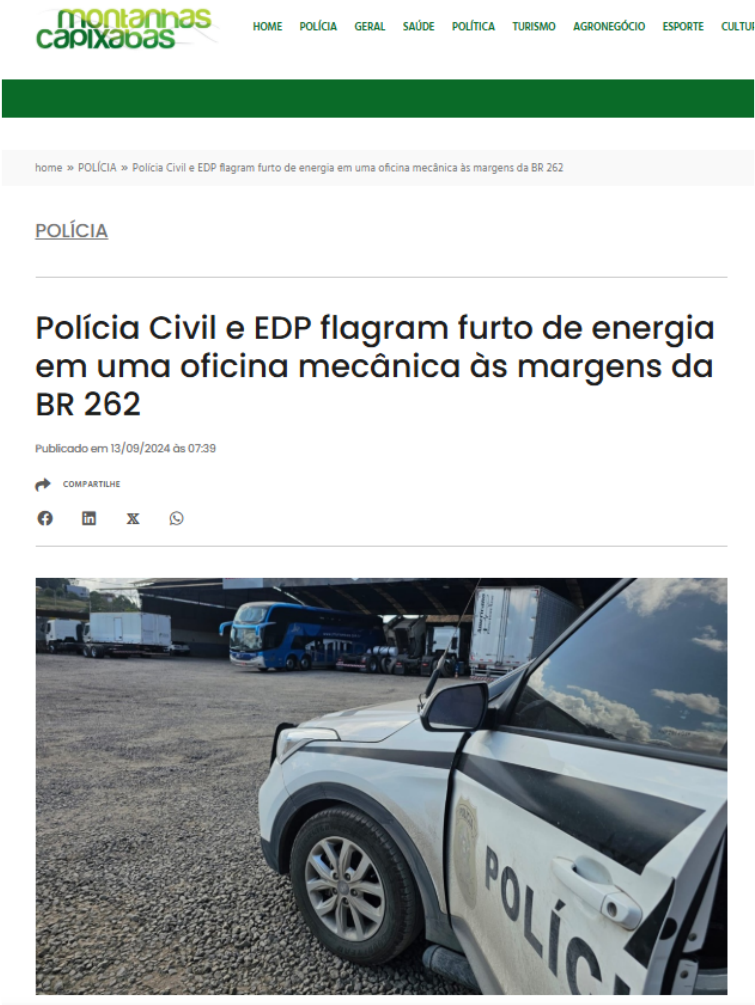 montanhas
capixabas
HOME POLÍCIA GERAL SAÚDE POLÍTICA TURISMO AGRONEGÓCIO ESPORTE CULTUR
home » POLÍCIA » Polícia Civil e EDP flagram furto de energia em uma oficina mecânica às margens da BR 262
POLÍCIA
Polícia Civil e EDP flagram furto de energia
em uma oficina mecânica às margens da
BR 262
Publicado em 13/09/2024 às 07:39
COMPARTILHE
POLÍCI